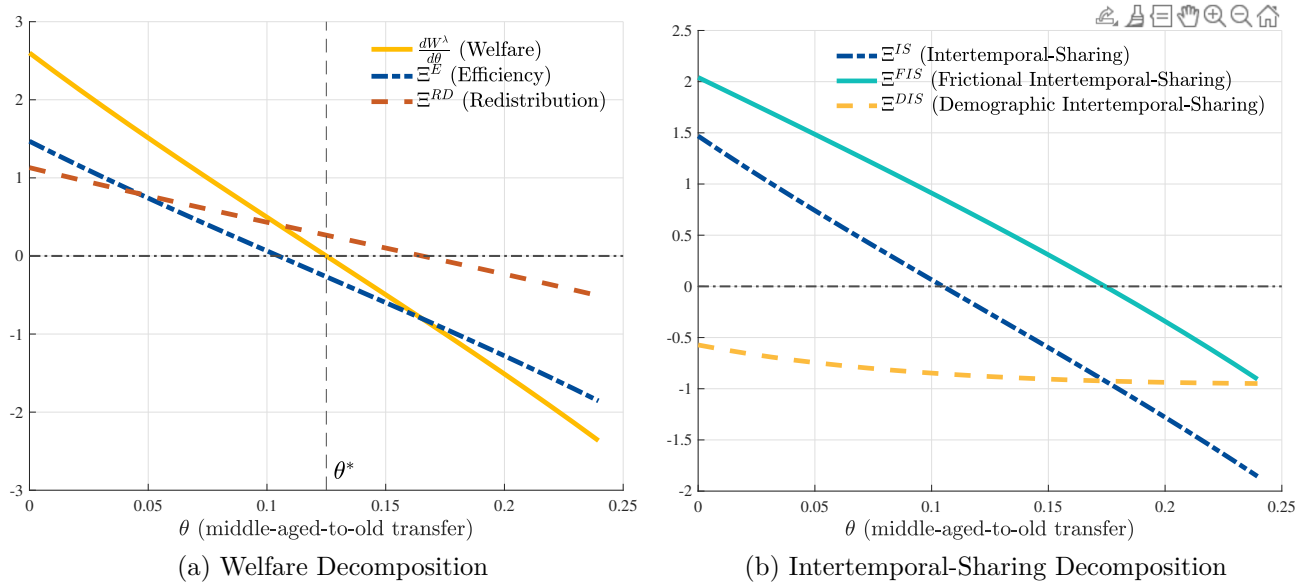 3
2
1
0
-1
-2
-3
0
0.05
0.1
0.15
0.2
0.25
dW^λ/dθ (Welfare)
Ξ^E (Efficiency)
Ξ^RD (Redistribution)
θ*
θ (middle-aged-to-old transfer)
(a) Welfare Decomposition
2.5
2
1.5
1
0.5
0
-0.5
-1
-1.5
-2
0
0.05
0.1
0.15
0.2
0.25
Ξ^IS (Intertemporal-Sharing)
Ξ^FIS (Frictional Intertemporal-Sharing)
Ξ^DIS (Demographic Intertemporal-Sharing)
θ (middle-aged-to-old transfer)
(b) Intertemporal-Sharing Decomposition